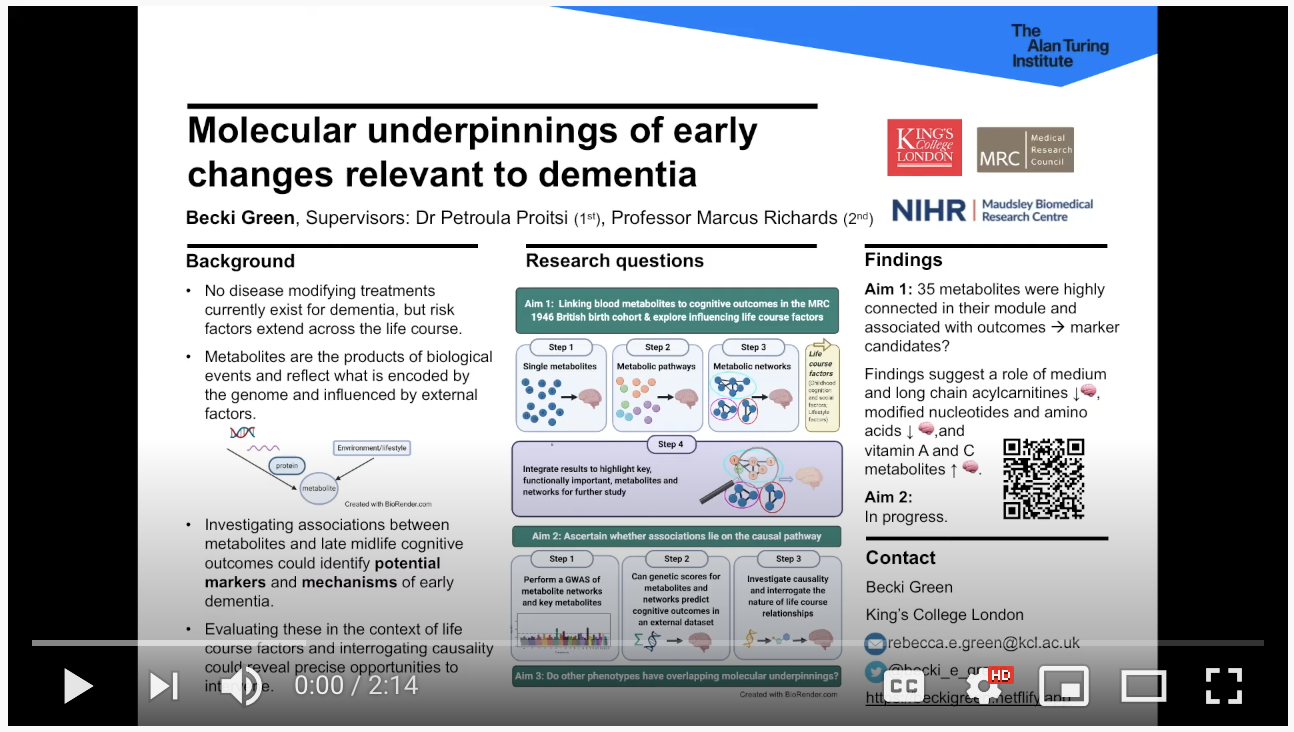 The
Alan Turing
Institute
Molecular underpinnings of early
changes relevant to dementia
KING'S
College
LONDON
MRC
Medical
Research
Council
Becki Green, Supervisors: Dr Petroula Proitsi (1st), Professor Marcus Richards (2nd)
NIHR
Maudsley Biomedical
Research Centre
Background
• No disease modifying treatments
currently exist for dementia, but risk
factors extend across the life course.
• Metabolites are the products of biological
events and reflect what is encoded by
the genome and influenced by external
factors.
Environment/lifestyle
protein
metabolite
Created with BioRender.com
• Investigating associations between
metabolites and late midlife cognitive
outcomes could identify potential
markers and mechanisms of early
dementia.
• Evaluating these in the context of life
course factors and interrogating causality
could reveal precise opportunities to
Research questions
Aim 1: Linking blood metabolites to cognitive outcomes in the MRC
1946 British birth cohort & explore influencing life course factors
Step 1
Single metabolites
Step 2
Metabolic pathways
Step 3
Metabolic networks
Life
course
factors
(Childhood
cognition
and social
factors,
Lifestyle
factors)
Step 4
Integrate results to highlight key,
functionally important, metabolites and
networks for further study
Aim 2: Ascertain whether associations lie on the causal pathway
Step 1
Perform a GWAS of
metabolite networks
and key metabolites
Step 2
Can genetic scores for
metabolites and
networks predict
cognitive outcomes in
an external dataset
Σ
Step 3
Investigate causality
and interrogate the
nature of life course
relationships
Aim 3: Do other phenotypes have overlapping molecular underpinnings?
Created with BioRender.com
Findings
Aim 1: 35 metabolites were highly
connected in their module and
associated with outcomes → marker
candidates?
Findings suggest a role of medium
and long chain acylcarnitines ↓,
modified nucleotides and amino
acids ↓ ,and
vitamin A and C
metabolites ↑ .
Aim 2:
In progress.
Contact
Becki Green
King's College London
rebecca.e.green@kcl.ac.uk
0:00 / 2:14
CC
HD